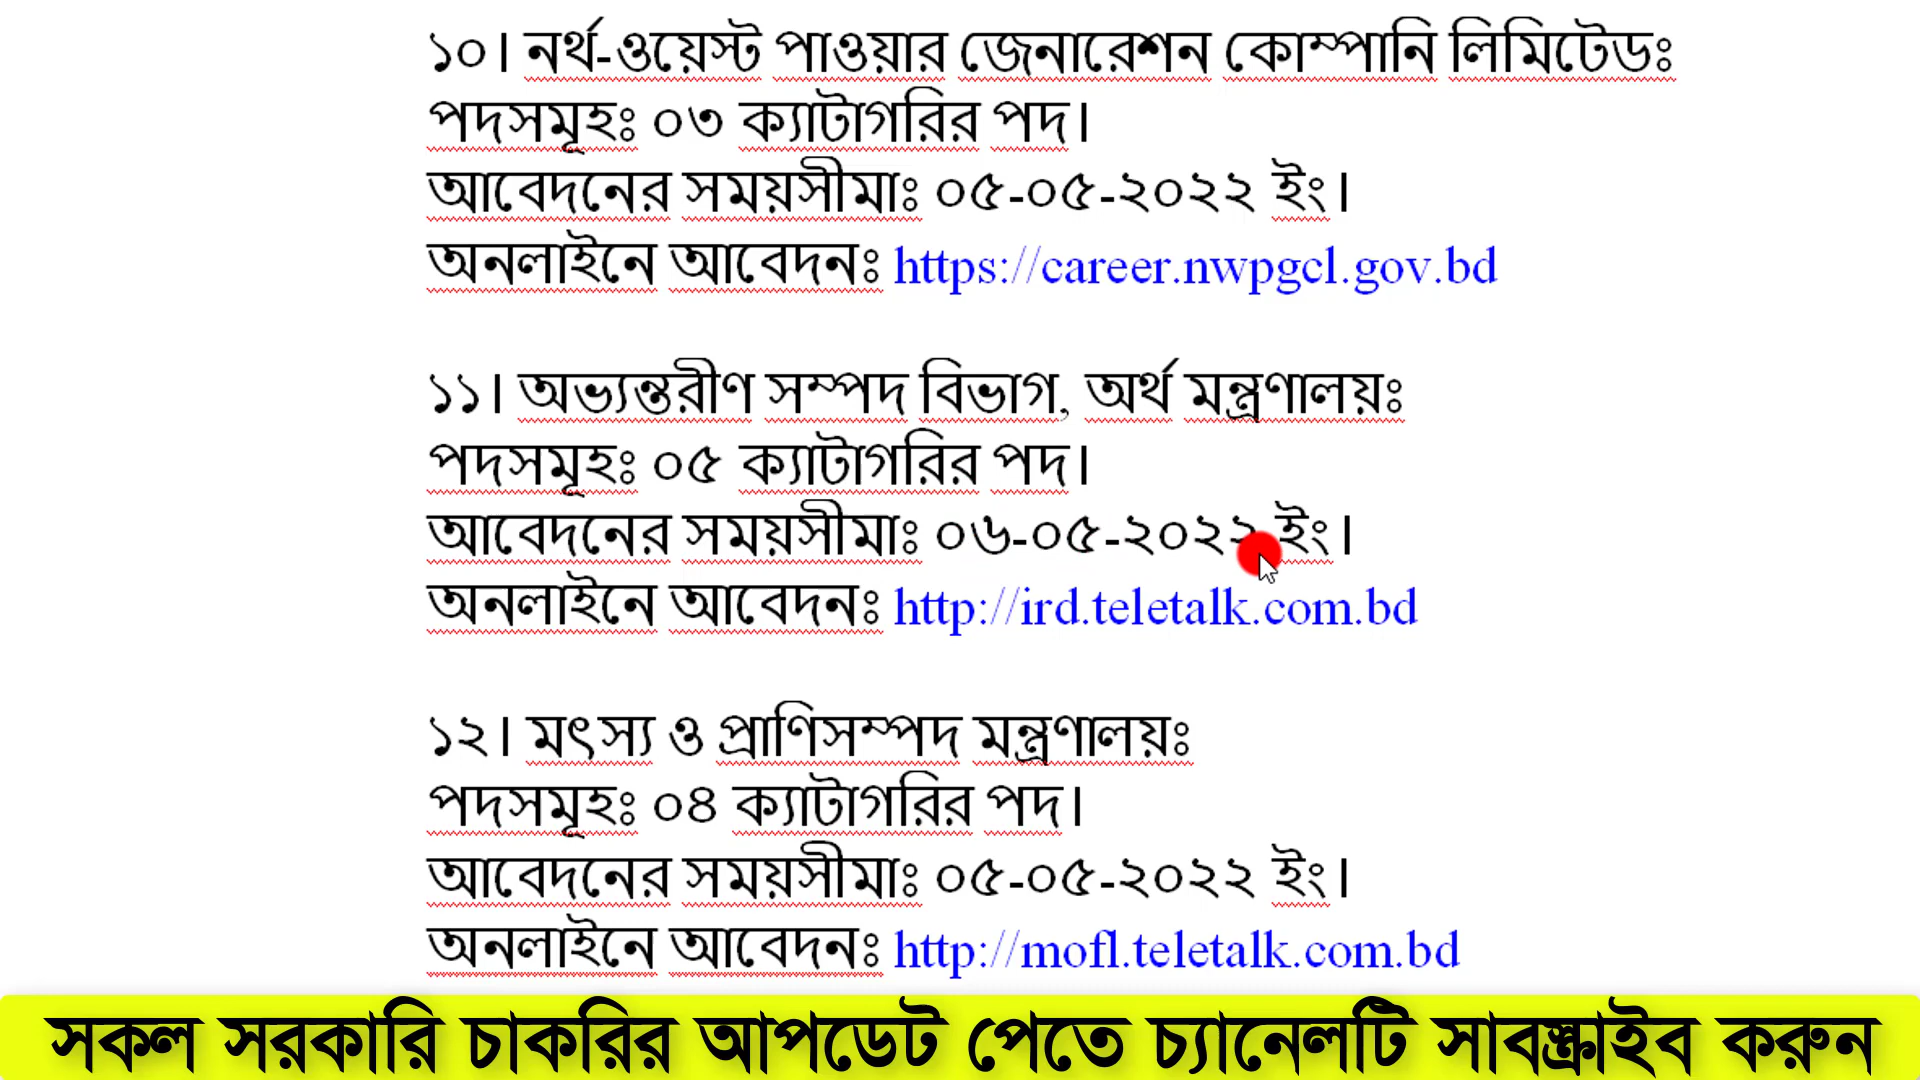 ১০। নর্থ-ওয়েস্ট পাওয়ার জেনারেশন কোম্পানি লিমিটেডঃ
পদসমূহঃ ০৩ ক্যাটাগরির পদ।
আবেদনের সময়সীমাঃ ০৫-০৫-২০২২ ইং।
অনলাইনে আবেদনঃ https://career.nwpgcl.gov.bd
১১। অভ্যন্তরীণ সম্পদ বিভাগ, অর্থ মন্ত্রণালয়ঃ
পদসমূহঃ ০৫ ক্যাটাগরির পদ।
আবেদনের সময়সীমাঃ ০৬-০৫-২০২২ ইং।
অনলাইনে আবেদনঃ http://ird.teletalk.com.bd
১২। মৎস্য ও প্রাণিসম্পদ মন্ত্রণালয়ঃ
পদসমূহঃ ০৪ ক্যাটাগরির পদ।
আবেদনের সময়সীমাঃ ০৫-০৫-২০২২ ইং।
অনলাইনে আবেদনঃ http://mofl.teletalk.com.bd
সকল সরকারি চাকরির আপডেট পেতে চ্যানেলটি সাবস্ক্রাইব করুন